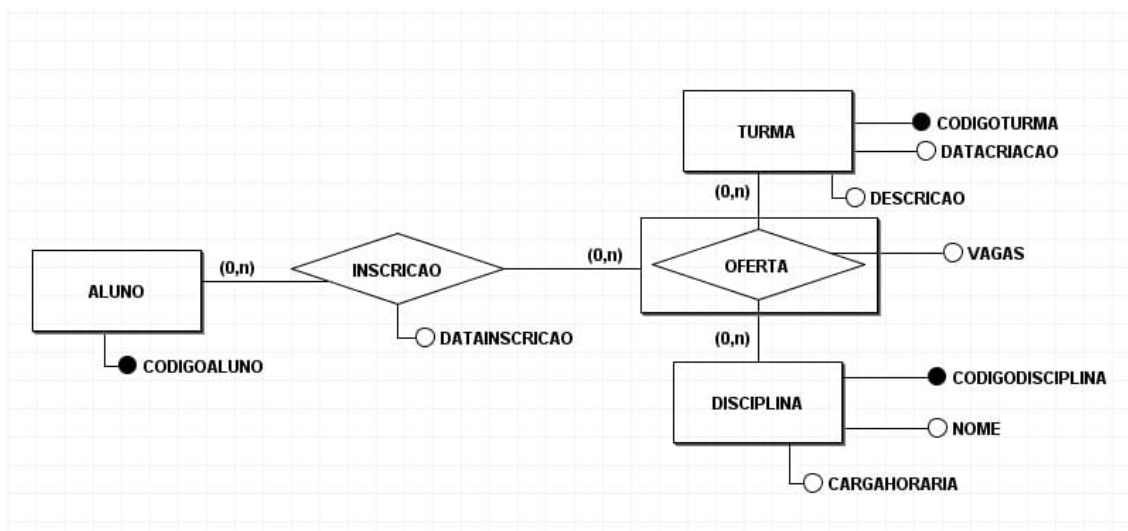 TURMA
CODIGOTURMA
DATACRIACAO
DESCRICAO
(0,n)
ALUNO
(0,n)
INSCRICAO
(0,n)
OFERTA
VAGAS
DATAINSCRICAO
CODIGOALUNO
(0,n)
DISCIPLINA
CODIGODISCIPLINA
NOME
CARGAHORARIA